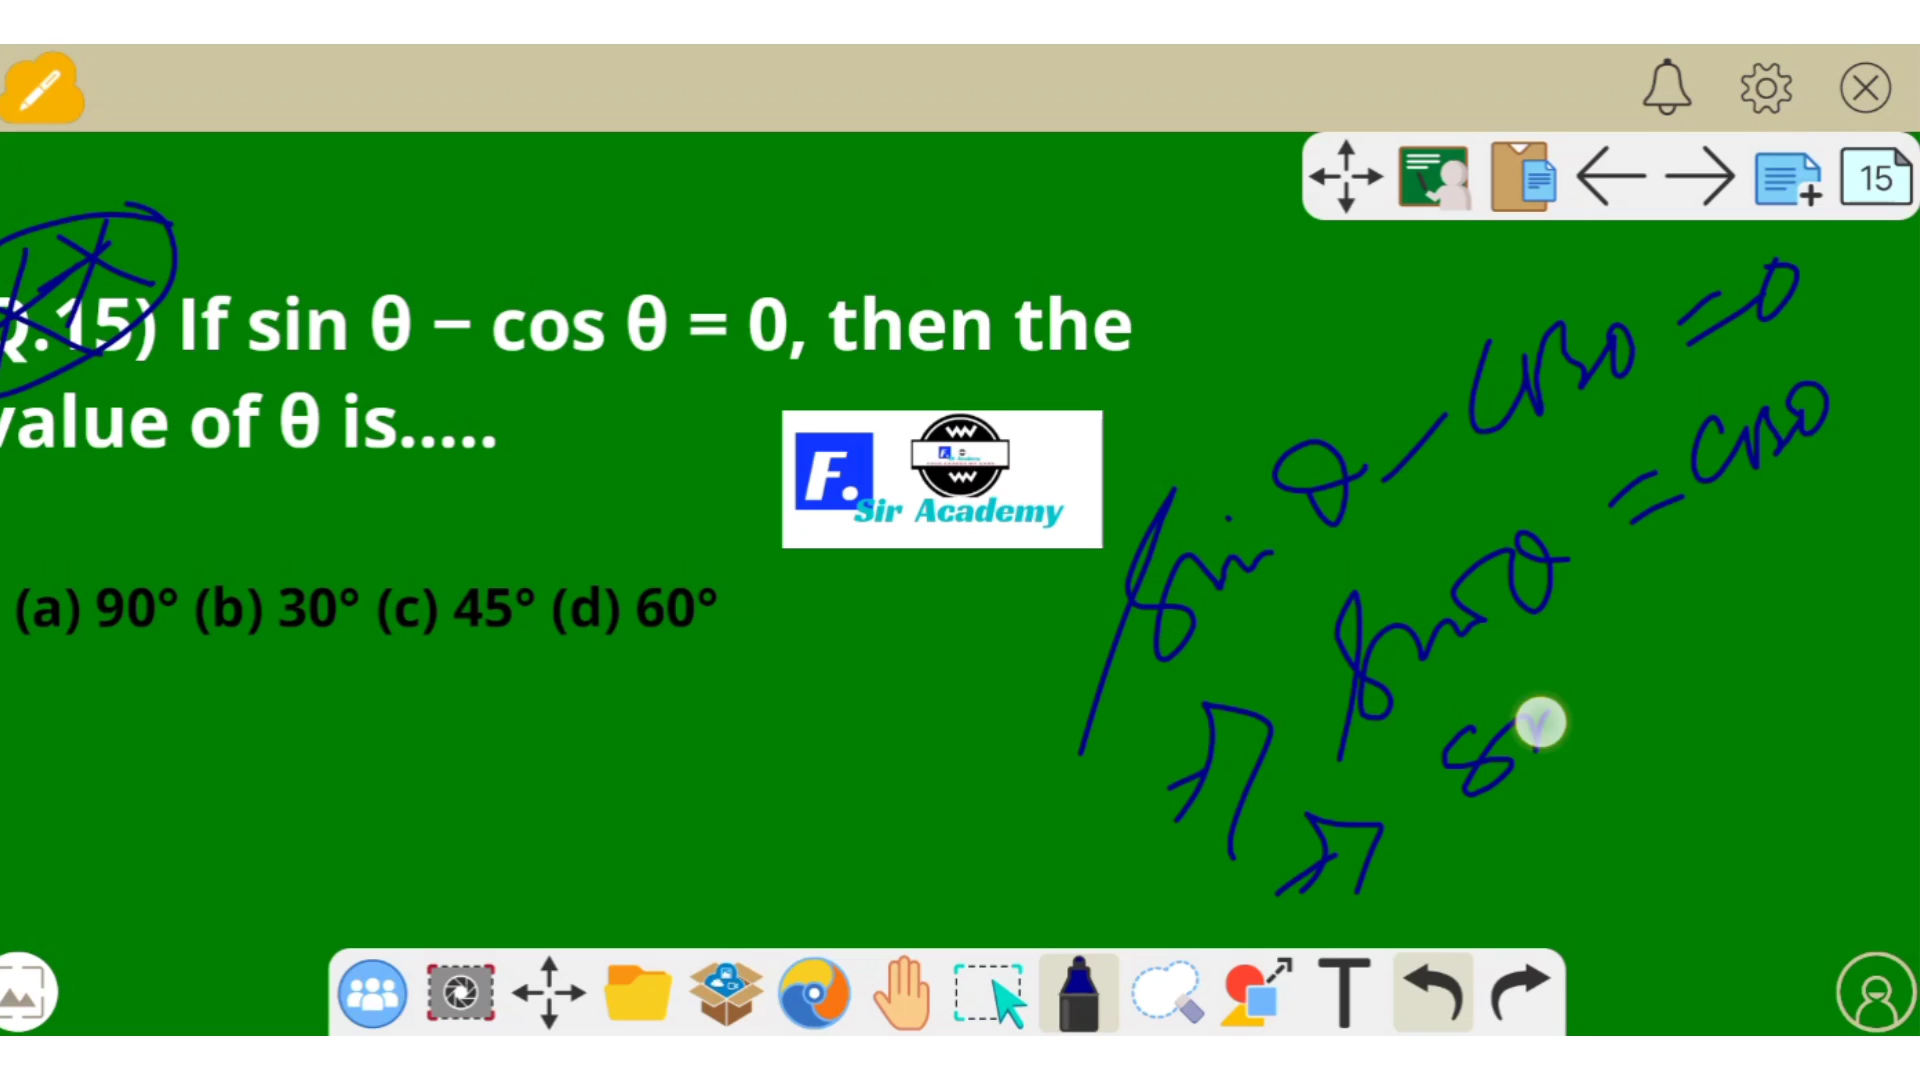 15
Q.15) If sin θ – cos θ = 0, then the
value of θ is.....
F.
Sir Academy
(a) 90° (b) 30° (c) 45° (d) 60°
sin θ – cos θ = 0
sin θ = cos θ
T